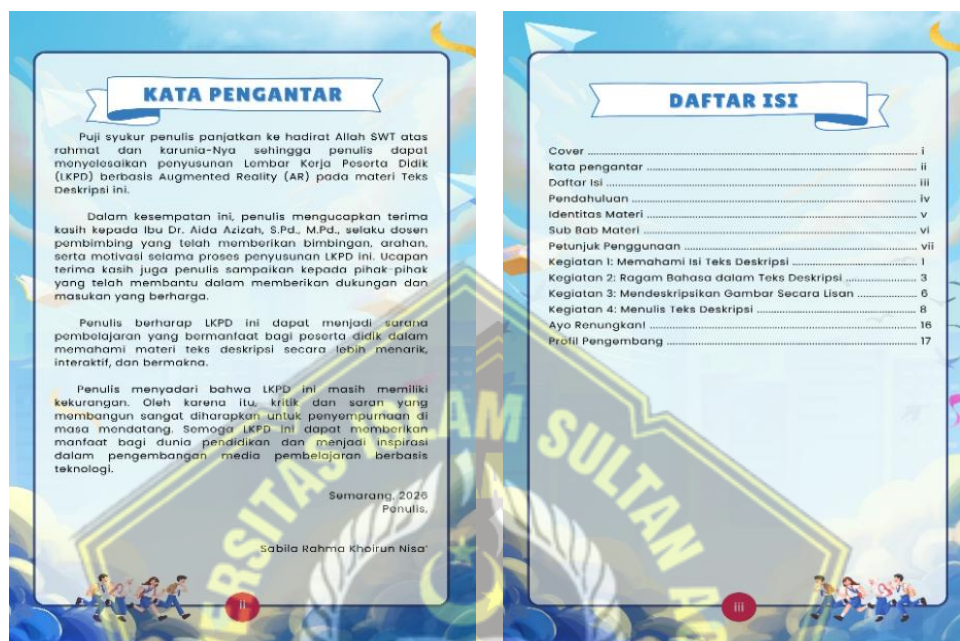 KATA PENGANTAR
Puji syukur penulis panjatkan ke hadirat Allah SWT atas
rahmat dan karunia-Nya sehingga penulis dapat
menyelesaikan penyusunan Lembar Kerja Peserta Didik
(LKPD) berbasis Augmented Reality (AR) pada materi Teks
Deskripsi ini.
Dalam kesempatan ini, penulis mengucapkan terima
kasih kepada Ibu Dr. Aida Azizah, S.Pd., M.Pd., selaku dosen
pembimbing yang telah memberikan bimbingan, arahan,
serta motivasi selama proses penyusunan LKPD ini. Ucapan
terima kasih juga penulis sampaikan kepada pihak-pihak
yang telah membantu dalam memberikan dukungan dan
masukan yang berharga.
Penulis berharap LKPD ini dapat menjadi sarana
pembelajaran yang bermanfaat bagi peserta didik dalam
memahami materi teks deskripsi secara lebih menarik,
interaktif, dan bermakna.
Penulis menyadari bahwa LKPD ini masih memiliki
kekurangan. Oleh karena itu, kritik dan saran yang
membangun sangat diharapkan untuk penyempurnaan di
masa mendatang. Semoga LKPD ini dapat memberikan
manfaat bagi dunia pendidikan dan menjadi inspirasi
dalam pengembangan media pembelajaran berbasis
teknologi.
Semarang, 2026
Penulis,
Sabila Rahma Khoirun Nisa'
ii
DAFTAR ISI
Cover ........ i
kata pengantar ........ ii
Daftar Isi ........ iii
Pendahuluan ........ iv
Identitas Materi ........ v
Sub Bab Materi ........ vi
Petunjuk Penggunaan ........ vii
Kegiatan 1: Memahami Isi Teks Deskripsi ........ 1
Kegiatan 2: Ragam Bahasa dalam Teks Deskripsi ........ 3
Kegiatan 3: Mendeskripsikan Gambar Secara Lisan ........ 6
Kegiatan 4: Menulis Teks Deskripsi ........ 8
Ayo Renungkan! ........ 16
Profil Pengembang ........ 17
iii
SULTAN